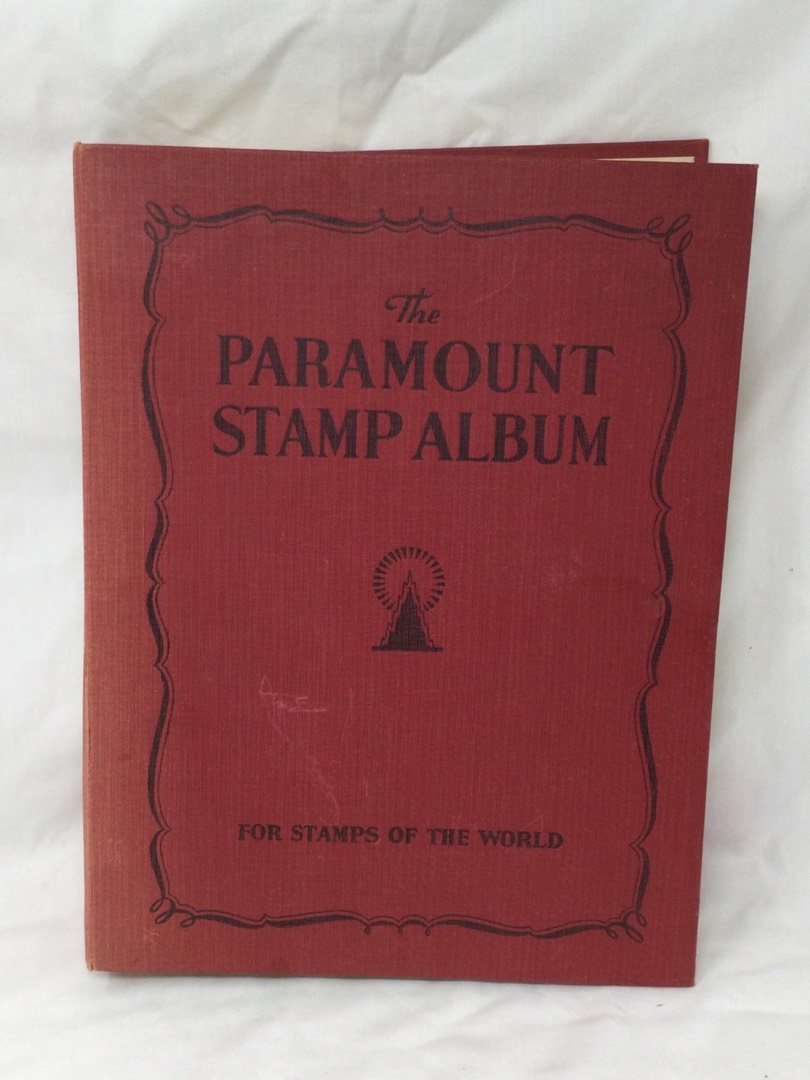 The
PARAMOUNT
STAMP ALBUM
FOR STAMPS OF THE WORLD